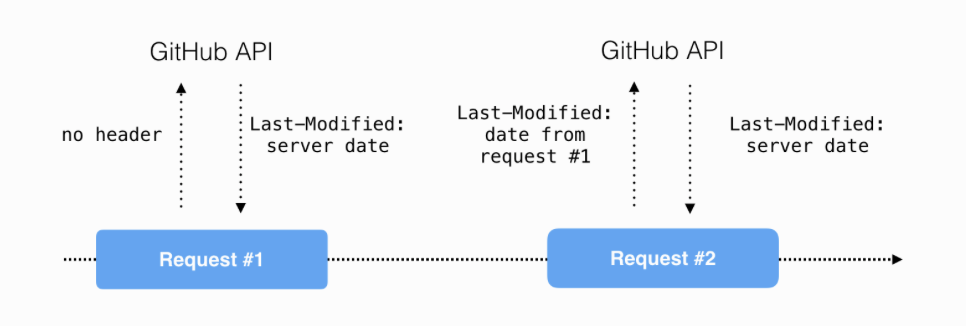 GitHub API
no header
Last-Modified:
server date
Request #1
GitHub API
Last-Modified:
date from
request #1
Last-Modified:
server date
Request #2